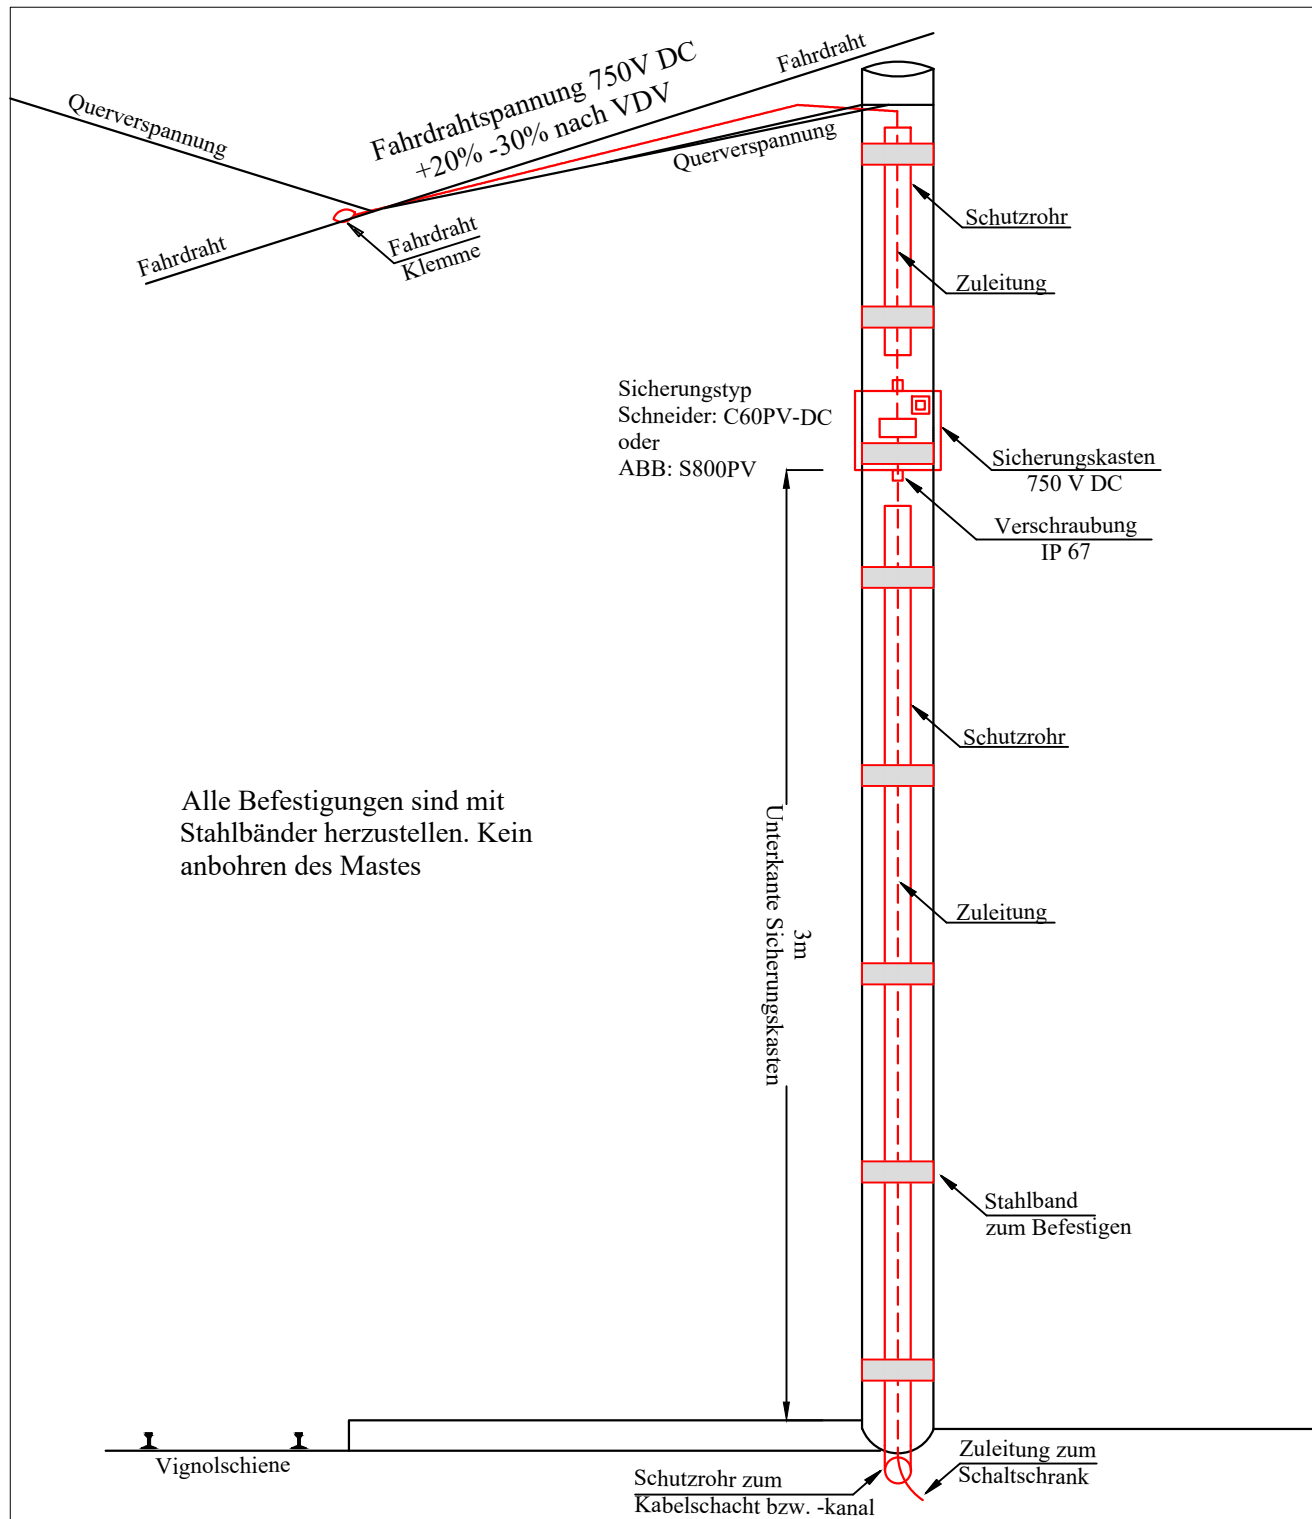 Fahrdraht
Fahrdrahtspannung 750V DC
+20% -30% nach VDV
Querverspannung
Querverspannung
Schutzrohr
Fahrdraht
Fahrdraht
Klemme
Zuleitung
Sicherungstyp
Schneider: C60PV-DC
oder
ABB: S800PV
Sicherungskasten
750 V DC
Verschraubung
IP 67
Schutzrohr
Alle Befestigungen sind mit
Stahlbänder herzustellen. Kein
anbohren des Mastes
3m
Unterkante Sicherungskasten
Zuleitung
Stahlband
zum Befestigen
Vignolschiene
Zuleitung zum
Schaltschrank
Schutzrohr zum
Kabelschacht bzw. -kanal